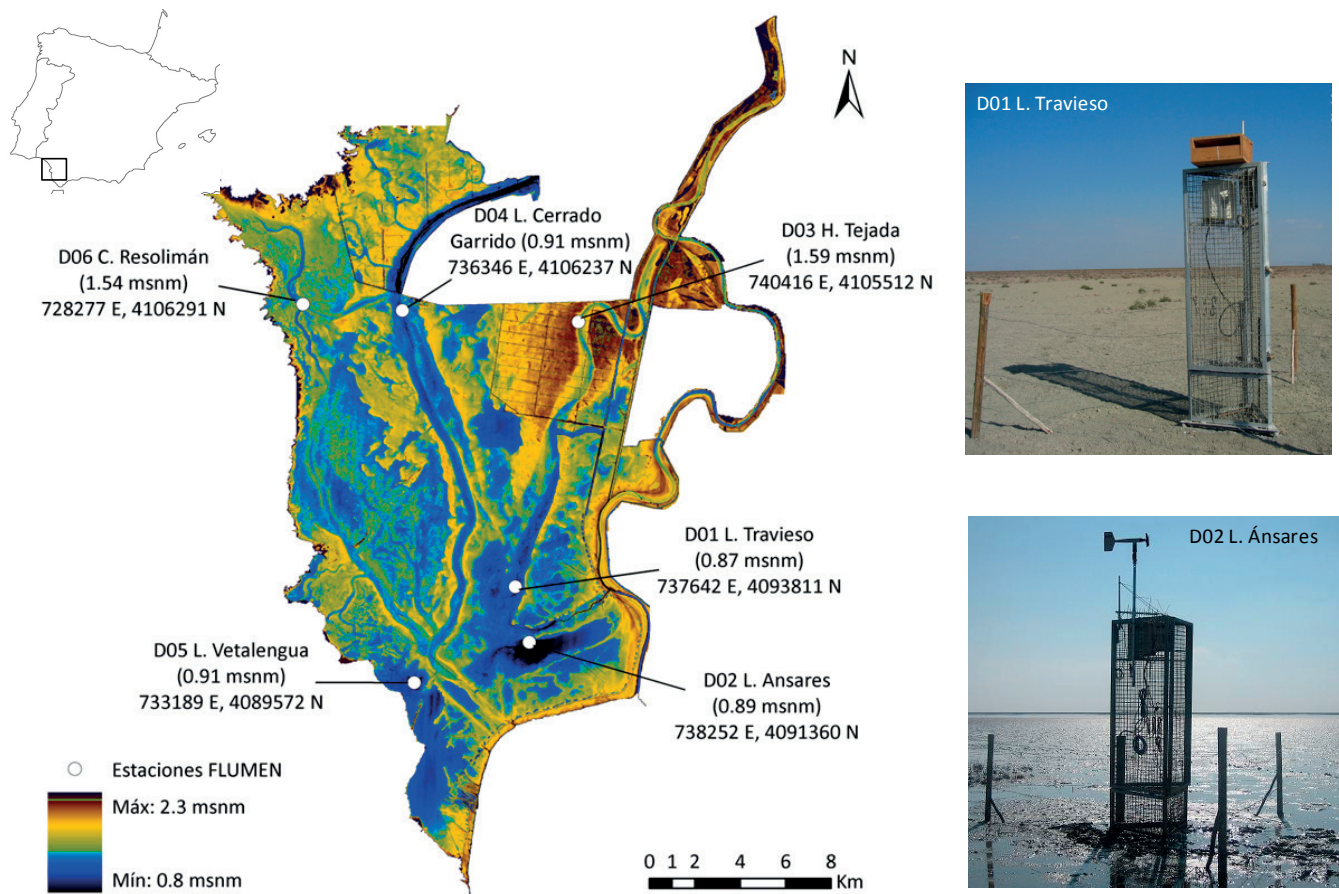 N
D04 L. Cerrado
Garrido (0.91 msnm)
736346 E, 4106237 N
D03 H. Tejada
(1.59 msnm)
740416 E, 4105512 N
D06 C. Resolimán
(1.54 msnm)
728277 E, 4106291 N
D01 L. Travieso
(0.87 msnm)
737642 E, 4093811 N
D05 L. Vetalengua
(0.91 msnm)
733189 E, 4089572 N
D02 L. Ansares
(0.89 msnm)
738252 E, 4091360 N
Estaciones FLUMEN
Máx: 2.3 msnm
Mín: 0.8 msnm
0 1 2 4 6 8
Km
D01 L. Travieso
D02 L. Ánsares